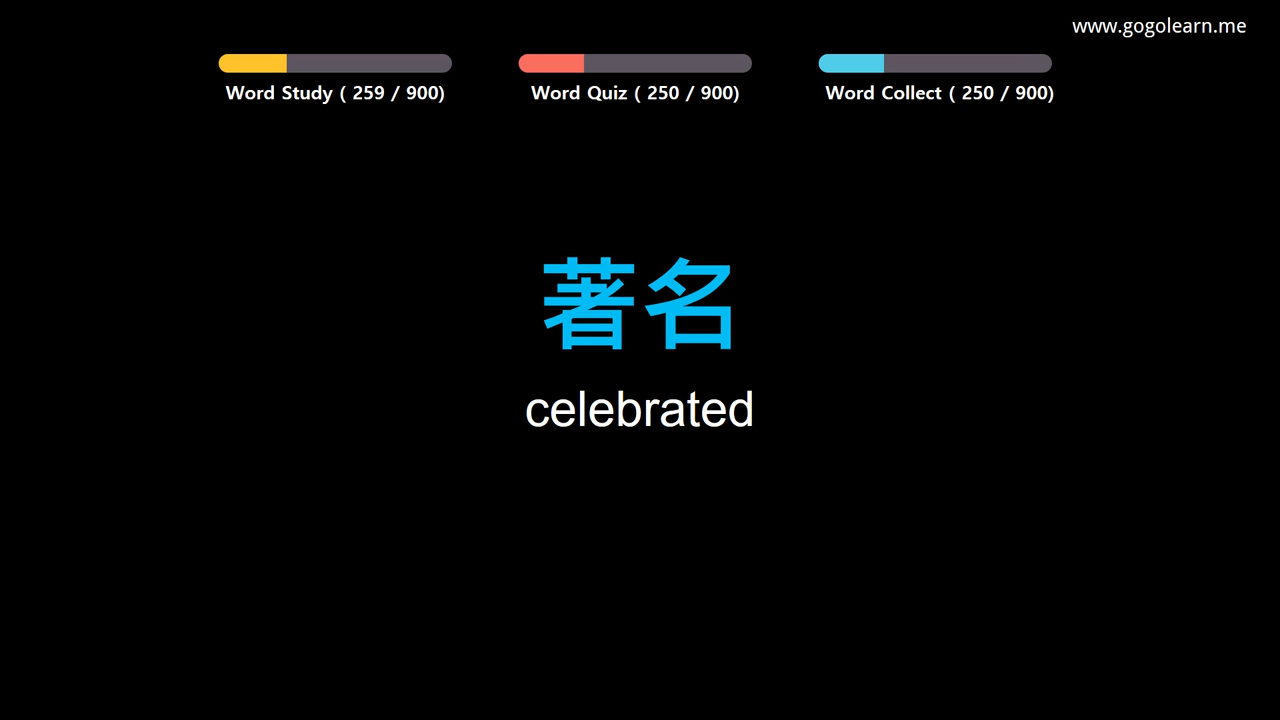 www.gogolearn.me
Word Study ( 259 / 900)
Word Quiz ( 250 / 900)
Word Collect ( 250 / 900)
著名
celebrated